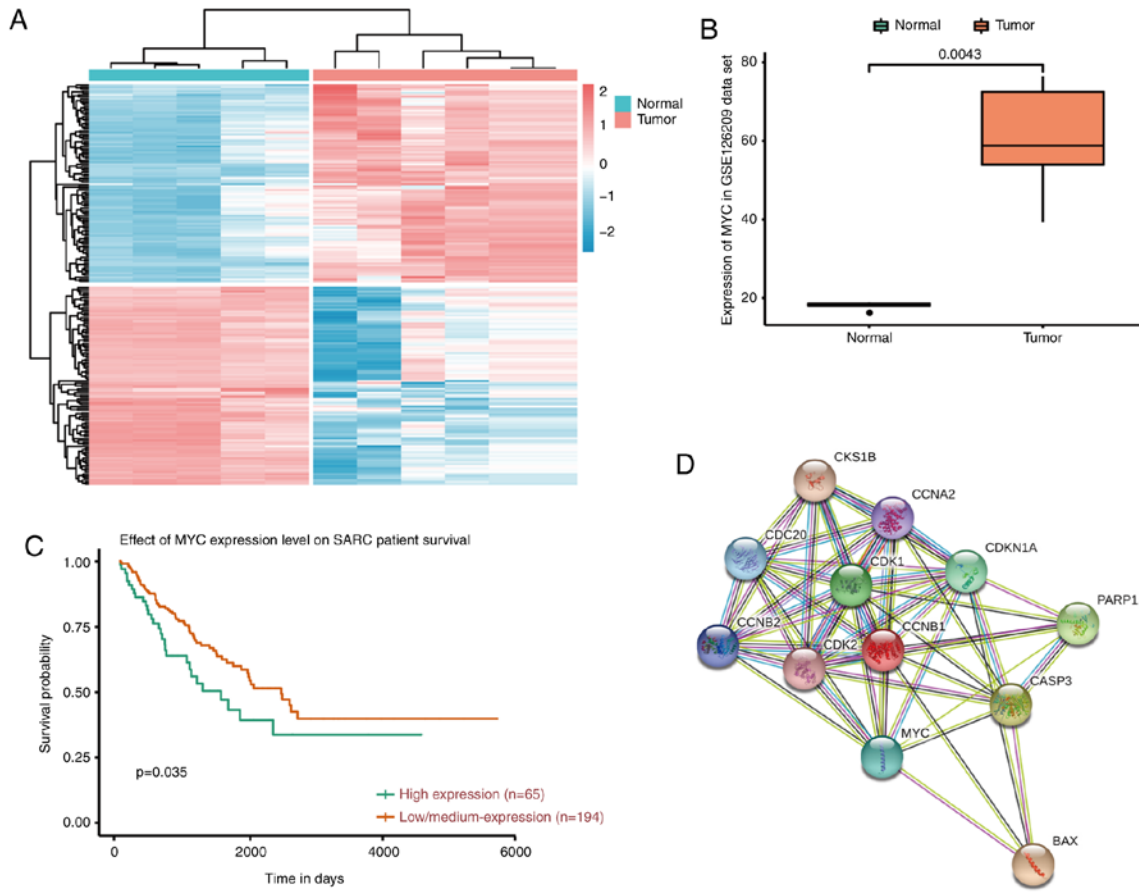 A
2
1
0
−1
−2
Normal
Tumor
B
Normal
Tumor
0.0043
Expression of MYC in GSE126209 data set
80
60
40
20
Normal
Tumor
C
Effect of MYC expression level on SARC patient survival
Survival probability
1.00
0.75
0.50
0.25
0.00
p=0.035
High expression (n=65)
Low/medium-expression (n=194)
0
2000
4000
6000
Time in days
D
CKS1B
CCNA2
CDC20
CDK1
CDKN1A
PARP1
CCNB2
CCNB1
CDK2
CASP3
MYC
BAX